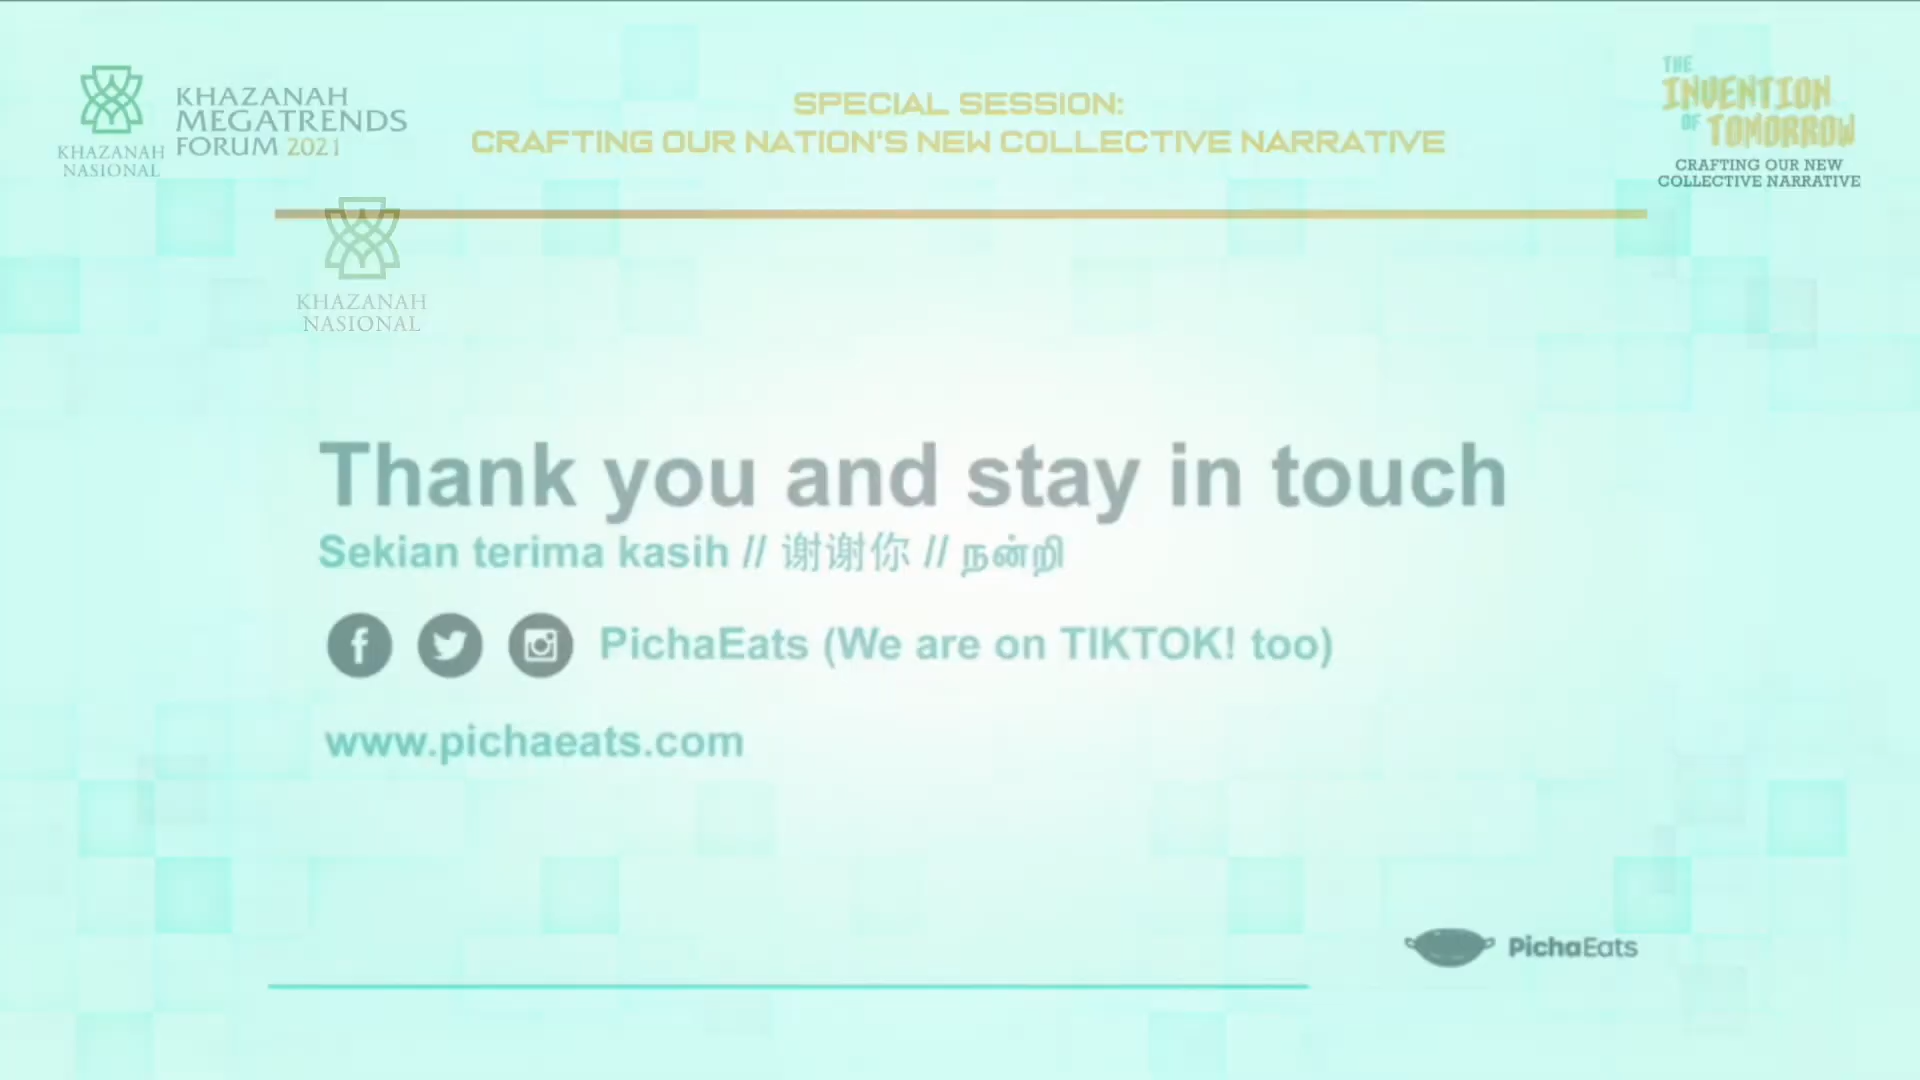 KHAZANAH
NASIONAL
KHAZANAH
MEGATRENDS
FORUM 2021
SPECIAL SESSION:
CRAFTING OUR NATION'S NEW COLLECTIVE NARRATIVE
THE
INVENTION
OF TOMORROW
CRAFTING OUR NEW
COLLECTIVE NARRATIVE
KHAZANAH
NASIONAL
Thank you and stay in touch
Sekian terima kasih // 谢谢你 // நன்றி
PichaEats (We are on TIKTOK! too)
www.pichaeats.com
PichaEats